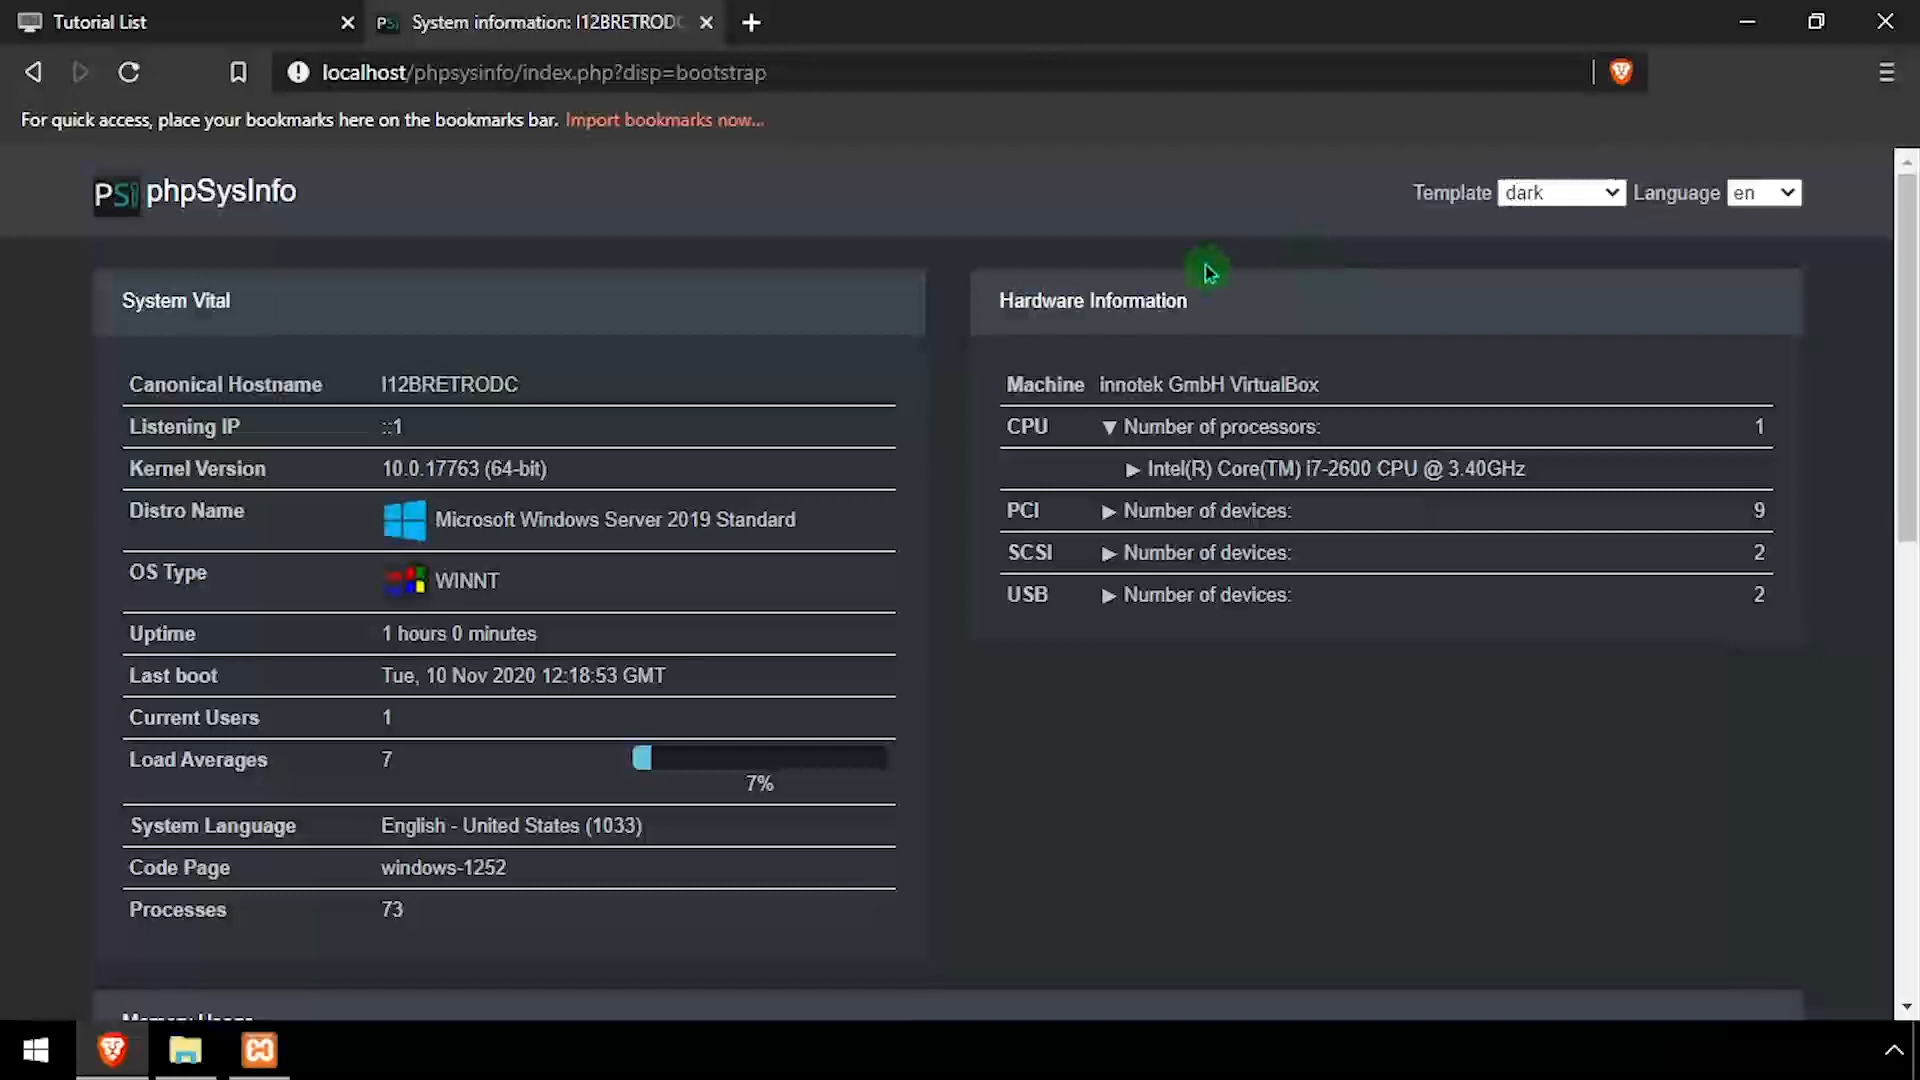 Tutorial List
PSi System information: I12BRETRODC
localhost/phpsysinfo/index.php?disp=bootstrap
For quick access, place your bookmarks here on the bookmarks bar. Import bookmarks now...
PSi phpSysInfo
Template dark Language en
System Vital
Canonical Hostname I12BRETRODC
Listening IP ::1
Kernel Version 10.0.17763 (64-bit)
Distro Name Microsoft Windows Server 2019 Standard
OS Type WINNT
Uptime 1 hours 0 minutes
Last boot Tue, 10 Nov 2020 12:18:53 GMT
Current Users 1
Load Averages 7
7%
System Language English - United States (1033)
Code Page windows-1252
Processes 73
Hardware Information
Machine innotek GmbH VirtualBox
CPU ▼ Number of processors: 1
▶ Intel(R) Core(TM) i7-2600 CPU @ 3.40GHz
PCI ▶ Number of devices: 9
SCSI ▶ Number of devices: 2
USB ▶ Number of devices: 2
Memory Usage